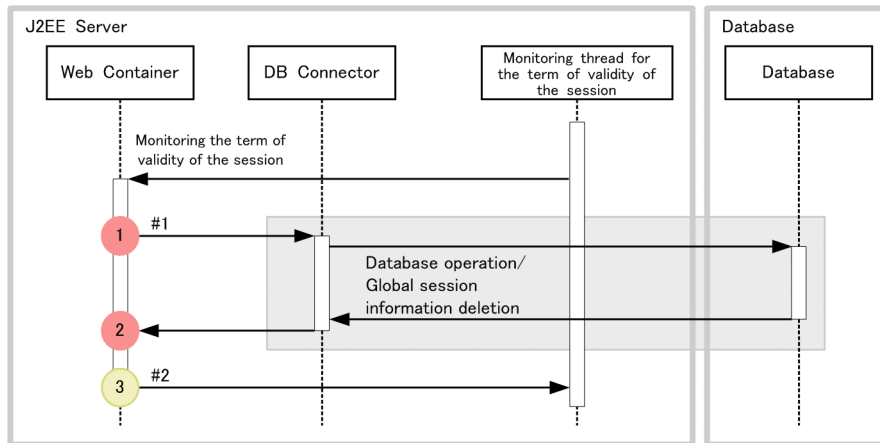 J2EE Server
Database
Web Container
DB Connector
Monitoring thread for
the term of validity of
the session
Database
Monitoring the term of
validity of the session
1
#1
Database operation/
Global session
information deletion
2
3
#2